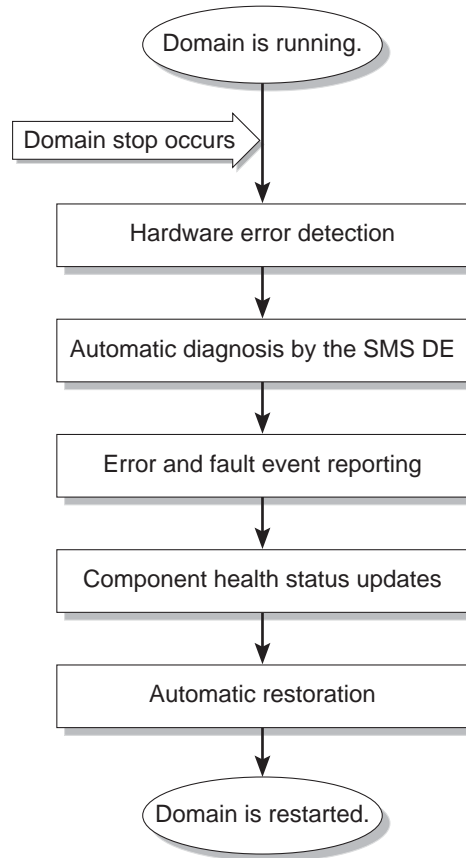 Domain is running.
Domain stop occurs
Hardware error detection
Automatic diagnosis by the SMS DE
Error and fault event reporting
Component health status updates
Automatic restoration
Domain is restarted.